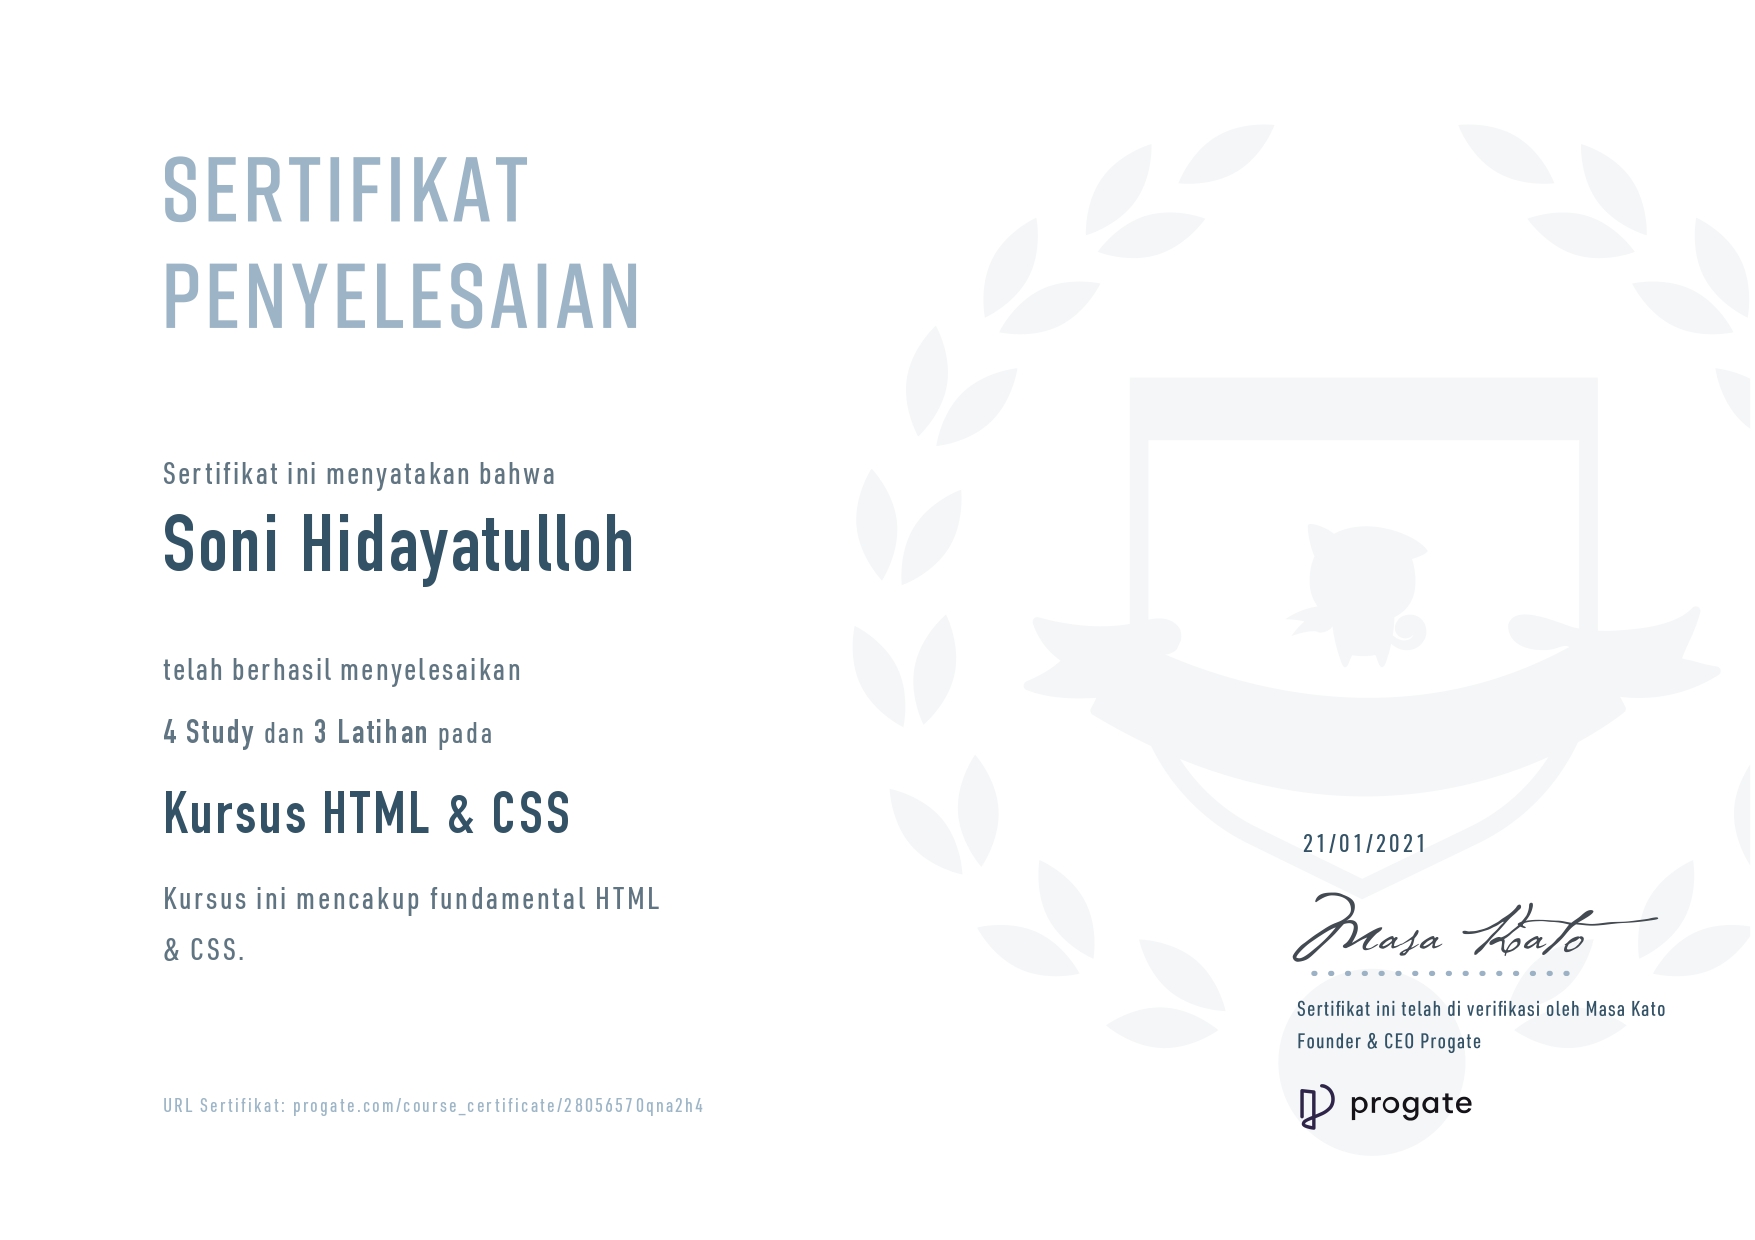 SERTIFIKAT
PENYELESAIAN
Sertifikat ini menyatakan bahwa
Soni Hidayatulloh
telah berhasil menyelesaikan
4 Study dan 3 Latihan pada
Kursus HTML & CSS
Kursus ini mencakup fundamental HTML
& CSS.
URL Sertifikat: progate.com/course_certificate/28056570qna2h4
21/01/2021
Masa Kato
Sertifikat ini telah di verifikasi oleh Masa Kato
Founder & CEO Progate
progate